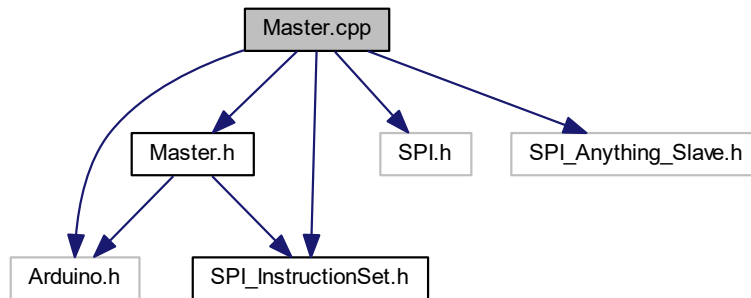 Master.cpp
Master.h
SPI.h
SPI_Anything_Slave.h
Arduino.h
SPI_InstructionSet.h